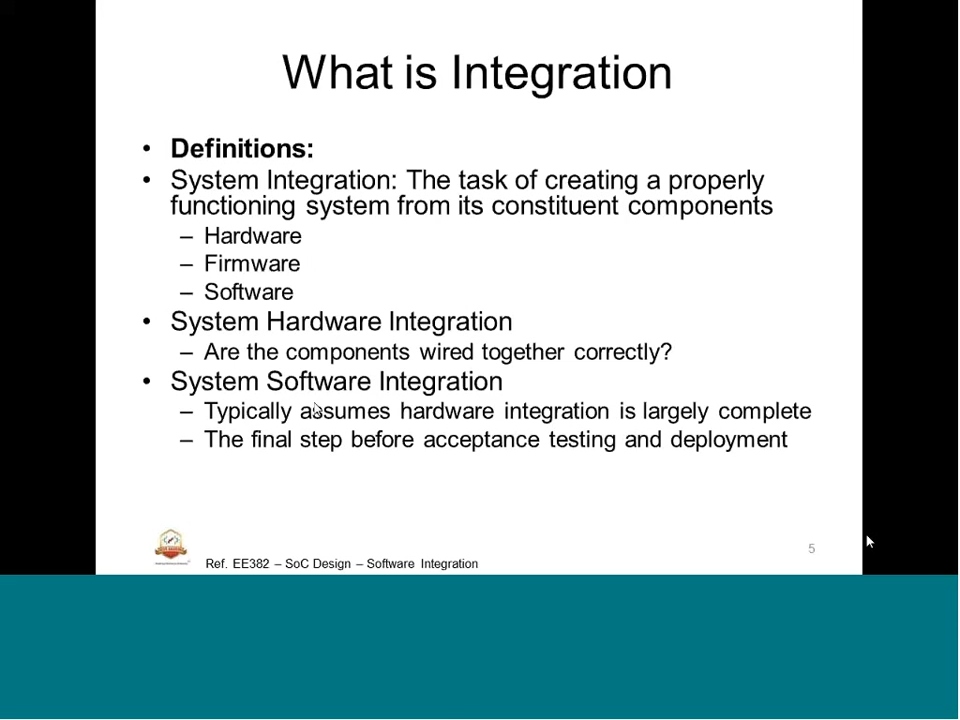 What is Integration
• Definitions:
• System Integration: The task of creating a properly
functioning system from its constituent components
– Hardware
– Firmware
– Software
• System Hardware Integration
– Are the components wired together correctly?
• System Software Integration
– Typically assumes hardware integration is largely complete
– The final step before acceptance testing and deployment
5
Ref. EE382 – SoC Design – Software Integration